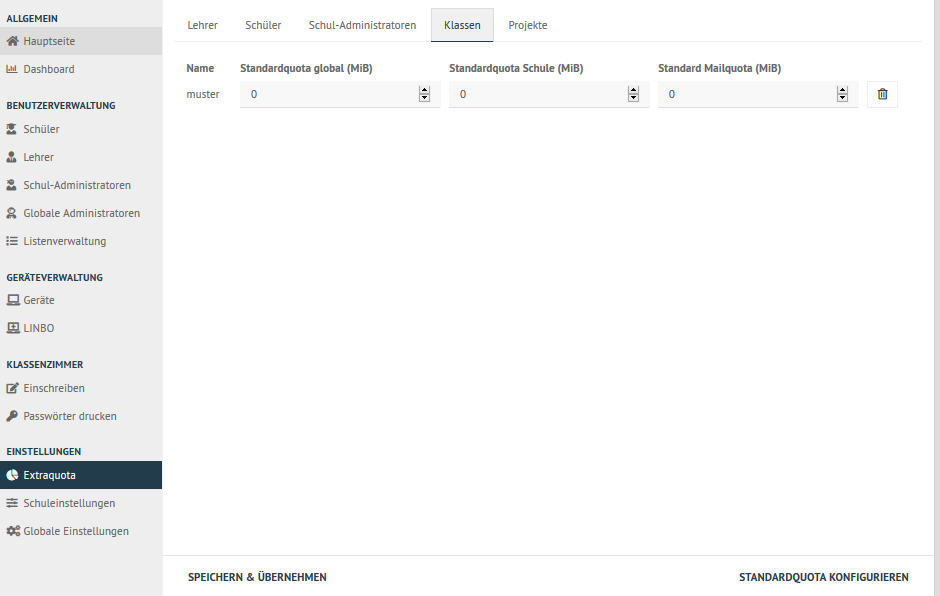 ALLGEMEIN
Hauptseite
Dashboard
BENUTZERVERWALTUNG
Schüler
Lehrer
Schul-Administratoren
Globale Administratoren
Listenverwaltung
GERÄTEVERWALTUNG
Geräte
LINBO
KLASSENZIMMER
Einschreiben
Passwörter drucken
EINSTELLUNGEN
Extraquota
Schuleinstellungen
Globale Einstellungen
Lehrer Schüler Schul-Administratoren Klassen Projekte
Name Standardquota global (MiB) Standardquota Schule (MiB) Standard Mailquota (MiB)
muster 0 0 0
SPEICHERN & ÜBERNEHMEN STANDARDQUOTA KONFIGURIEREN